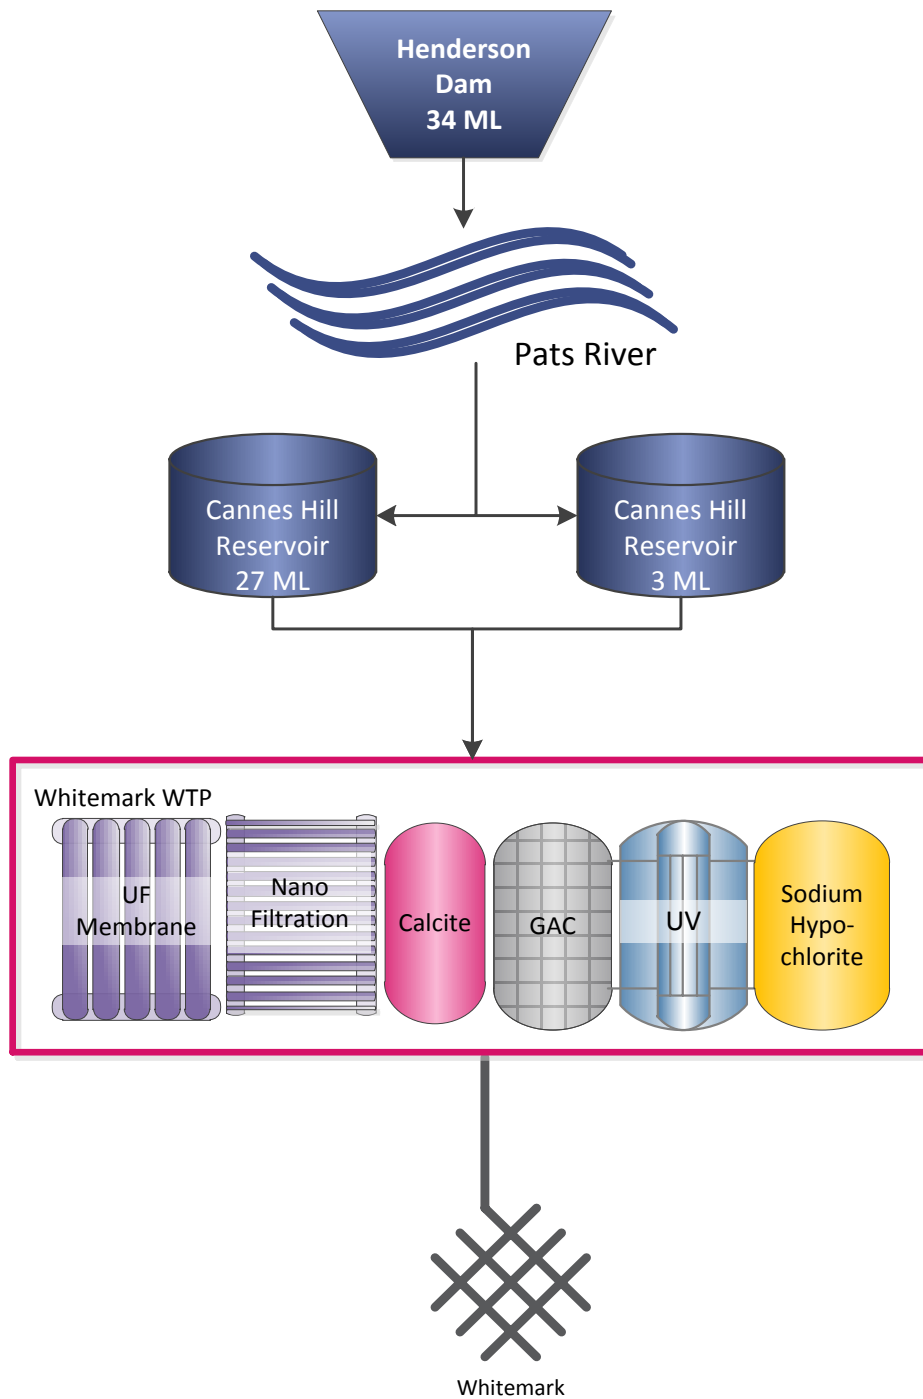 Henderson
Dam
34 ML
Pats River
Cannes Hill
Reservoir
27 ML
Cannes Hill
Reservoir
3 ML
Whitemark WTP
UF
Membrane
Nano
Filtration
Calcite
GAC
UV
Sodium
Hypo-
chlorite
Whitemark